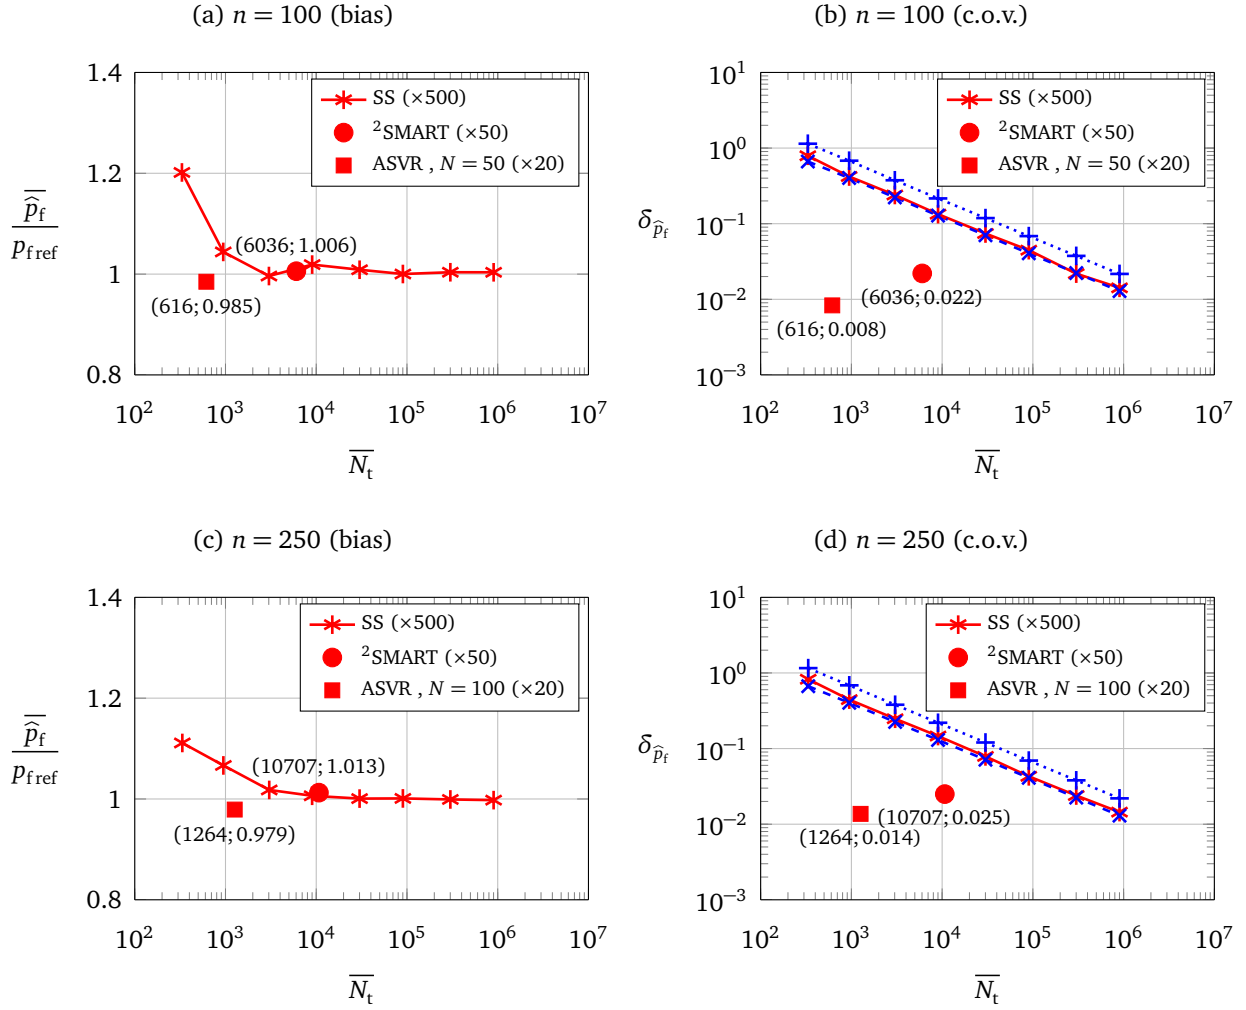 (a) n = 100 (bias)
1.4
1.2
1
0.8
10² 10³ 10⁴ 10⁵ 10⁶ 10⁷
SS (×500)
²SMART (×50)
ASVR , N = 50 (×20)
(6036; 1.006)
(616; 0.985)
p̂f
pf ref
Nt
(b) n = 100 (c.o.v.)
10¹
10⁰
10⁻¹
10⁻²
10⁻³
10² 10³ 10⁴ 10⁵ 10⁶ 10⁷
SS (×500)
²SMART (×50)
ASVR , N = 50 (×20)
(6036; 0.022)
(616; 0.008)
δp̂f
Nt
(c) n = 250 (bias)
1.4
1.2
1
0.8
10² 10³ 10⁴ 10⁵ 10⁶ 10⁷
SS (×500)
²SMART (×50)
ASVR , N = 100 (×20)
(10707; 1.013)
(1264; 0.979)
p̂f
pf ref
Nt
(d) n = 250 (c.o.v.)
10¹
10⁰
10⁻¹
10⁻²
10⁻³
10² 10³ 10⁴ 10⁵ 10⁶ 10⁷
SS (×500)
²SMART (×50)
ASVR , N = 100 (×20)
(10707; 0.025)
(1264; 0.014)
δp̂f
Nt